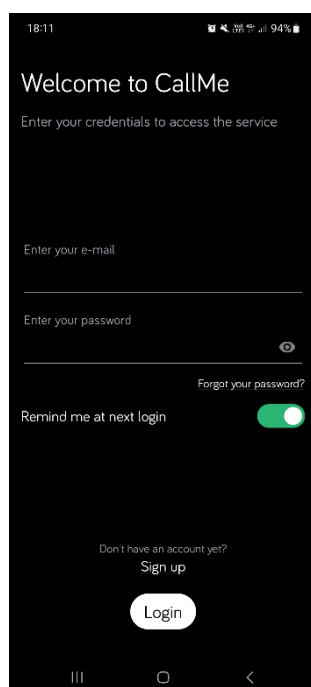 18:11
94%
Welcome to CallMe
Enter your credentials to access the service
Enter your e-mail
Enter your password
Forgot your password?
Remind me at next login
Don't have an account yet?
Sign up
Login